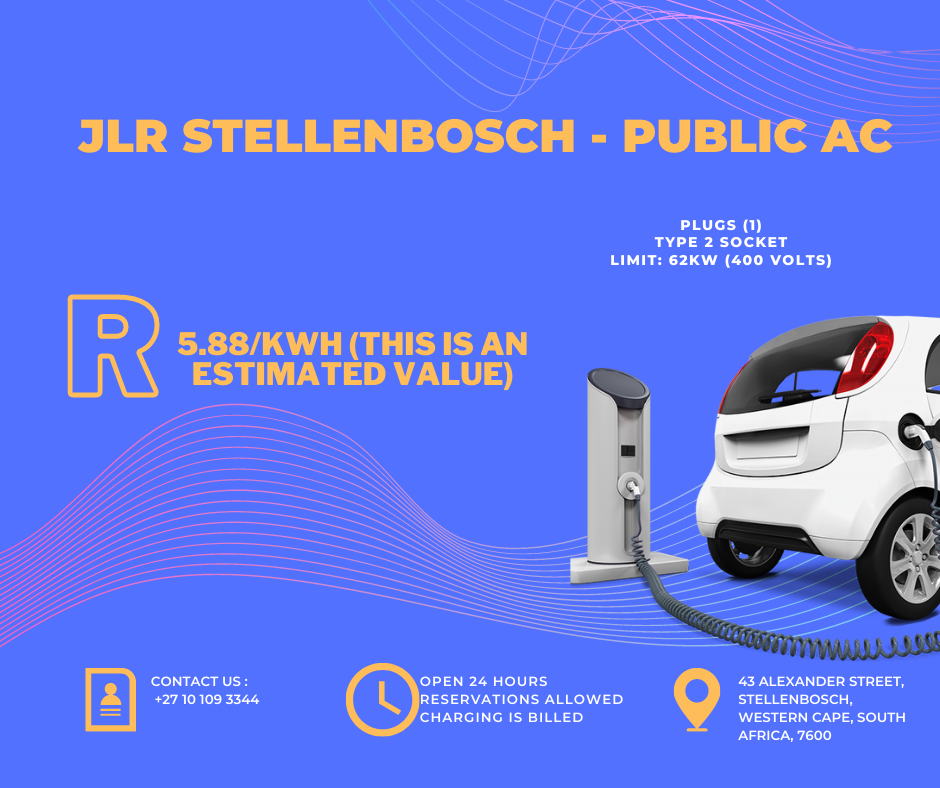 JLR STELLENBOSCH - PUBLIC AC
PLUGS (1)
TYPE 2 SOCKET
LIMIT: 62KW (400 VOLTS)
R
5.88/KWH (THIS IS AN
ESTIMATED VALUE)
CONTACT US :
+27 10 109 3344
OPEN 24 HOURS
RESERVATIONS ALLOWED
CHARGING IS BILLED
43 ALEXANDER STREET,
STELLENBOSCH,
WESTERN CAPE, SOUTH
AFRICA, 7600